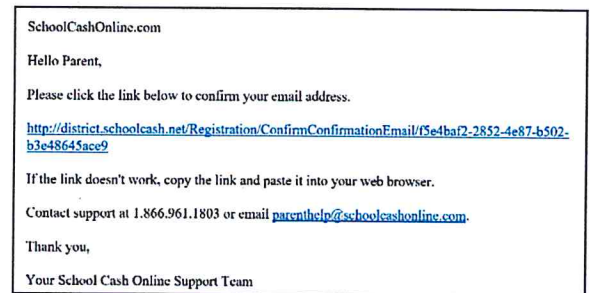 SchoolCashOnline.com
Hello Parent,
Please click the link below to confirm your email address.
http://district.schoolcash.net/Registration/ConfirmConfirmationEmail/f5e4baf2-2852-4e87-b502-
b3e48645ace9
If the link doesn't work, copy the link and paste it into your web browser.
Contact support at 1.866.961.1803 or email parenthelp@schoolcashonline.com.
Thank you,
Your School Cash Online Support Team